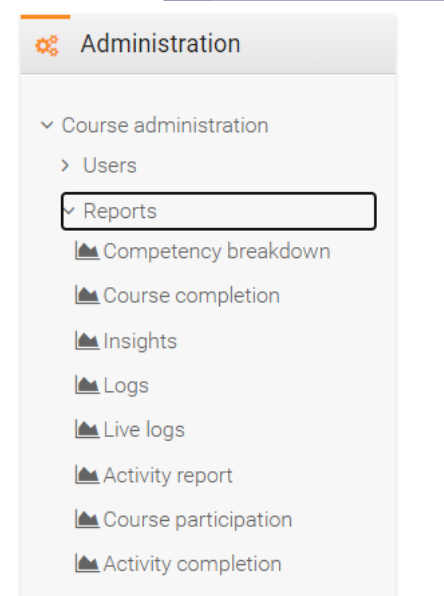 Administration
Course administration
Users
Reports
Competency breakdown
Course completion
Insights
Logs
Live logs
Activity report
Course participation
Activity completion